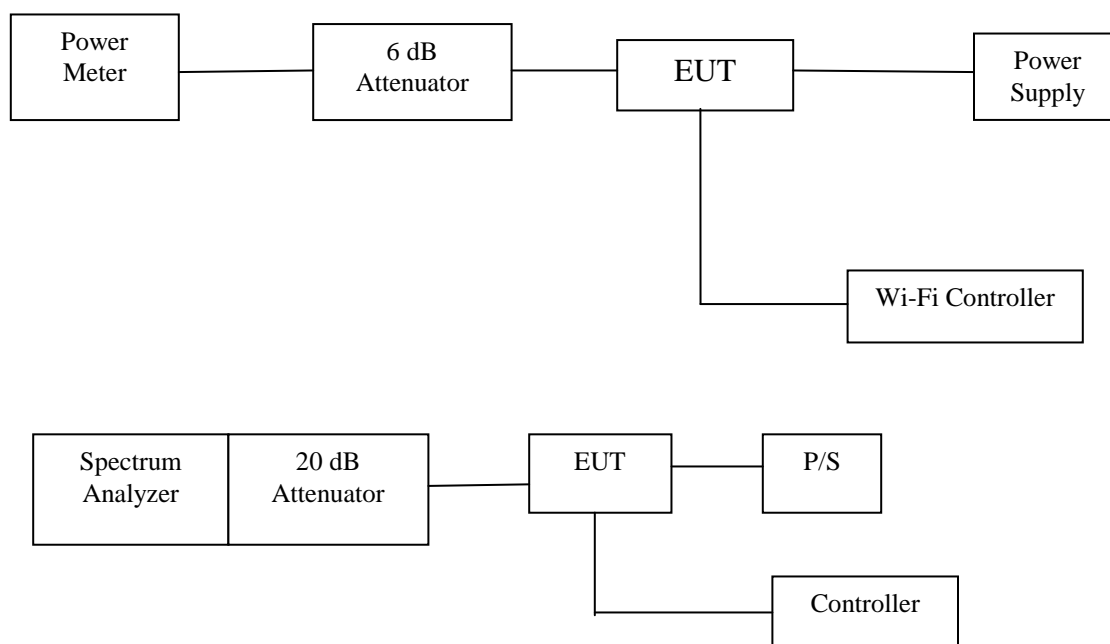 Power
Meter
6 dB
Attenuator
EUT
Power
Supply
Wi-Fi Controller
Spectrum
Analyzer
20 dB
Attenuator
EUT
P/S
Controller